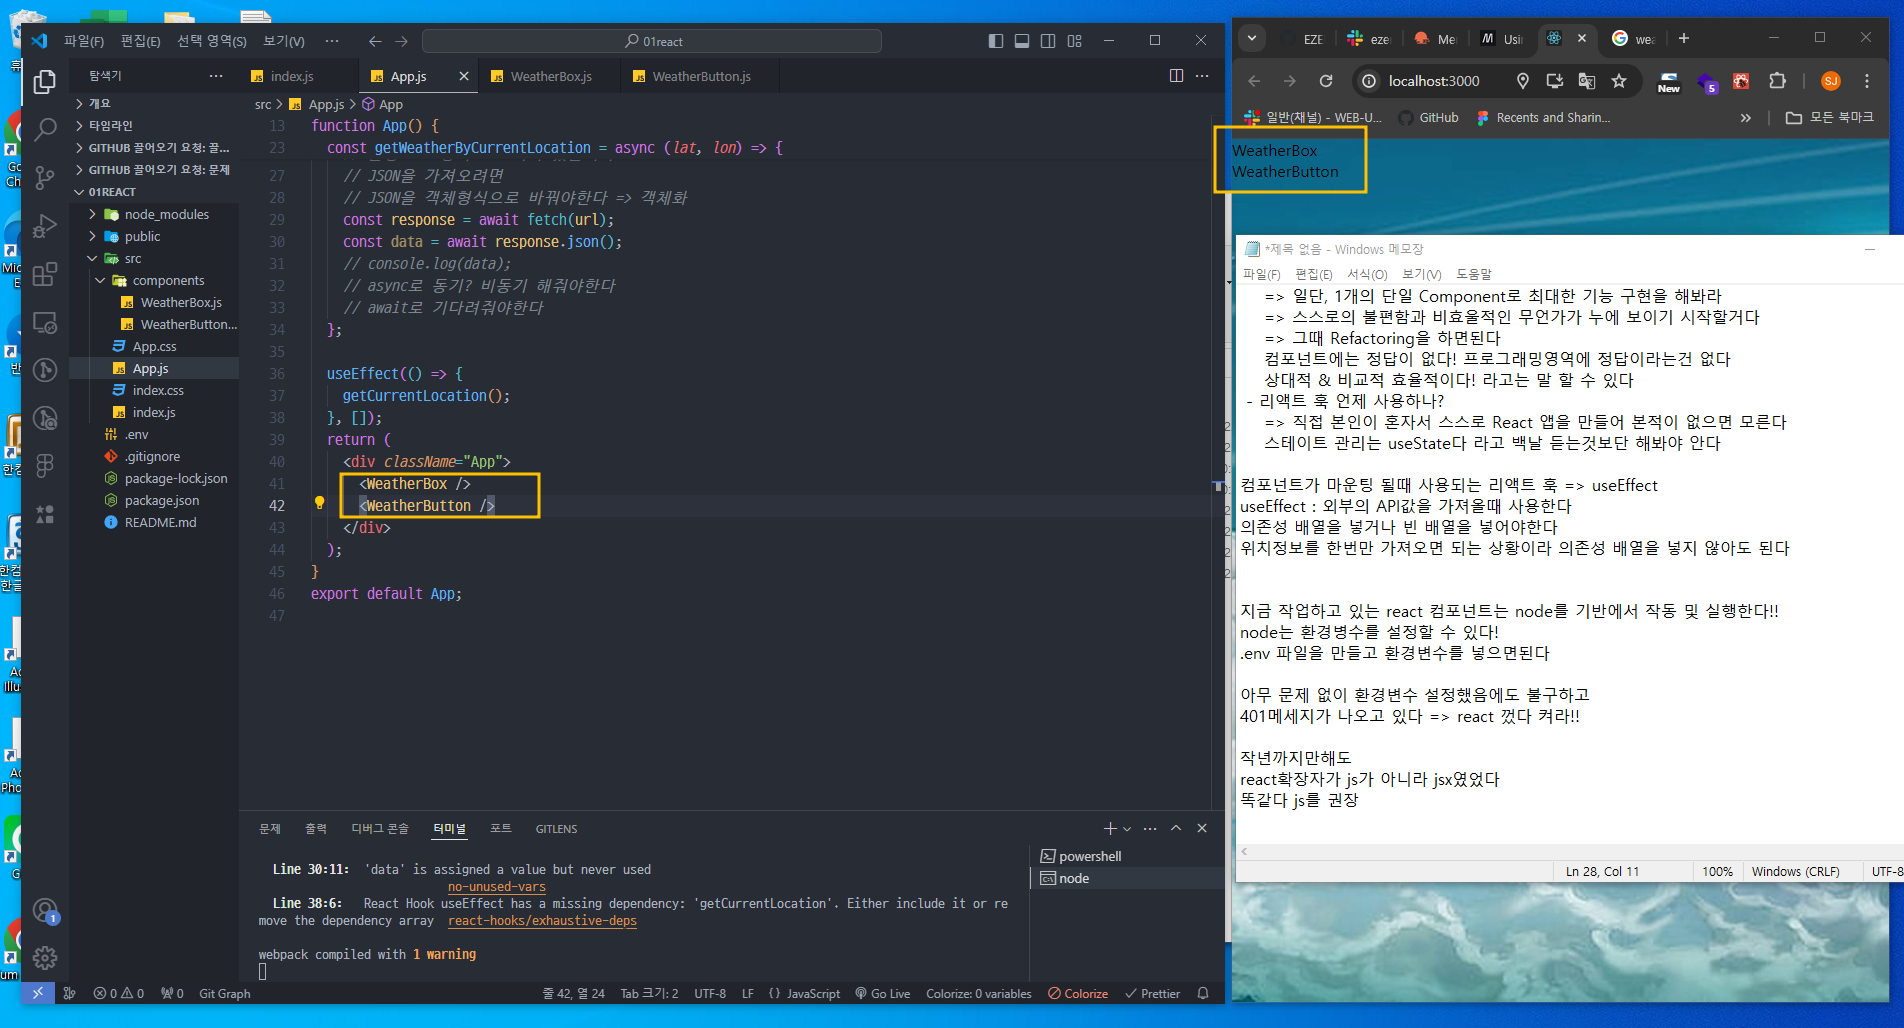 파일(F) 편집(E) 선택 영역(S) 보기(V) ··· 01react
탐색기 ···
index.js
App.js
WeatherBox.js
WeatherButton.js
개요
타임라인
GITHUB 끌어오기 요청: 끌...
GITHUB 끌어오기 요청: 문제
01REACT
node_modules
public
src
components
WeatherBox.js
WeatherButton...
App.css
App.js
index.css
index.js
.env
.gitignore
package-lock.json
package.json
README.md
src > App.js > App
13 function App() {
23 const getWeatherByCurrentLocation = async (lat, lon) => {
27 // JSON을 가져오려면
28 // JSON을 객체형식으로 바꿔야한다 => 객체화
29 const response = await fetch(url);
30 const data = await response.json();
31 // console.log(data);
32 // async로 동기? 비동기 해줘야한다
33 // await로 기다려줘야한다
34 };
35
36 useEffect(() => {
37 getCurrentLocation();
38 }, []);
39 return (
40 <div className="App">
41 <WeatherBox />
42 <WeatherButton />
43 </div>
44 );
45 }
46 export default App;
47
문제 출력 디버그 콘솔 터미널 포트 GITLENS
Line 30:11: 'data' is assigned a value but never used
no-unused-vars
Line 38:6: React Hook useEffect has a missing dependency: 'getCurrentLocation'. Either include it or re
move the dependency array react-hooks/exhaustive-deps
webpack compiled with 1 warning
powershell
node
1
0 0 0 Git Graph
줄 42, 열 24 Tab 크기: 2 UTF-8 LF {} JavaScript Go Live Colorize: 0 variables Colorize Prettier
EZE eze Me Usi wea
localhost:3000
New 5 SJ
일반(채널) - WEB-U... GitHub Recents and Sharin... » 모든 북마크
WeatherBox
WeatherButton
*제목 없음 - Windows 메모장
파일(F) 편집(E) 서식(O) 보기(V) 도움말
=> 일단, 1개의 단일 Component로 최대한 기능 구현을 해봐라
=> 스스로의 불편함과 비효울적인 무언가가 누에 보이기 시작할거다
=> 그때 Refactoring을 하면된다
컴포넌트에는 정답이 없다! 프로그래밍영역에 정답이라는건 없다
상대적 & 비교적 효율적이다! 라고는 말 할 수 있다
- 리액트 훅 언제 사용하나?
=> 직접 본인이 혼자서 스스로 React 앱을 만들어 본적이 없으면 모른다
스테이트 관리는 useState다 라고 백날 듣는것보단 해봐야 안다
컴포넌트가 마운팅 될때 사용되는 리액트 훅 => useEffect
useEffect : 외부의 API값을 가져올때 사용한다
의존성 배열을 넣거나 빈 배열을 넣어야한다
위치정보를 한번만 가져오면 되는 상황이라 의존성 배열을 넣지 않아도 된다
지금 작업하고 있는 react 컴포넌트는 node를 기반에서 작동 및 실행한다!!
node는 환경병수를 설정할 수 있다!
.env 파일을 만들고 환경변수를 넣으면된다
아무 문제 없이 환경변수 설정했음에도 불구하고
401메세지가 나오고 있다 => react 껐다 켜라!!
작년까지만해도
react확장자가 js가 아니라 jsx였었다
똑같다 js를 권장
Ln 28, Col 11 100% Windows (CRLF) UTF-8